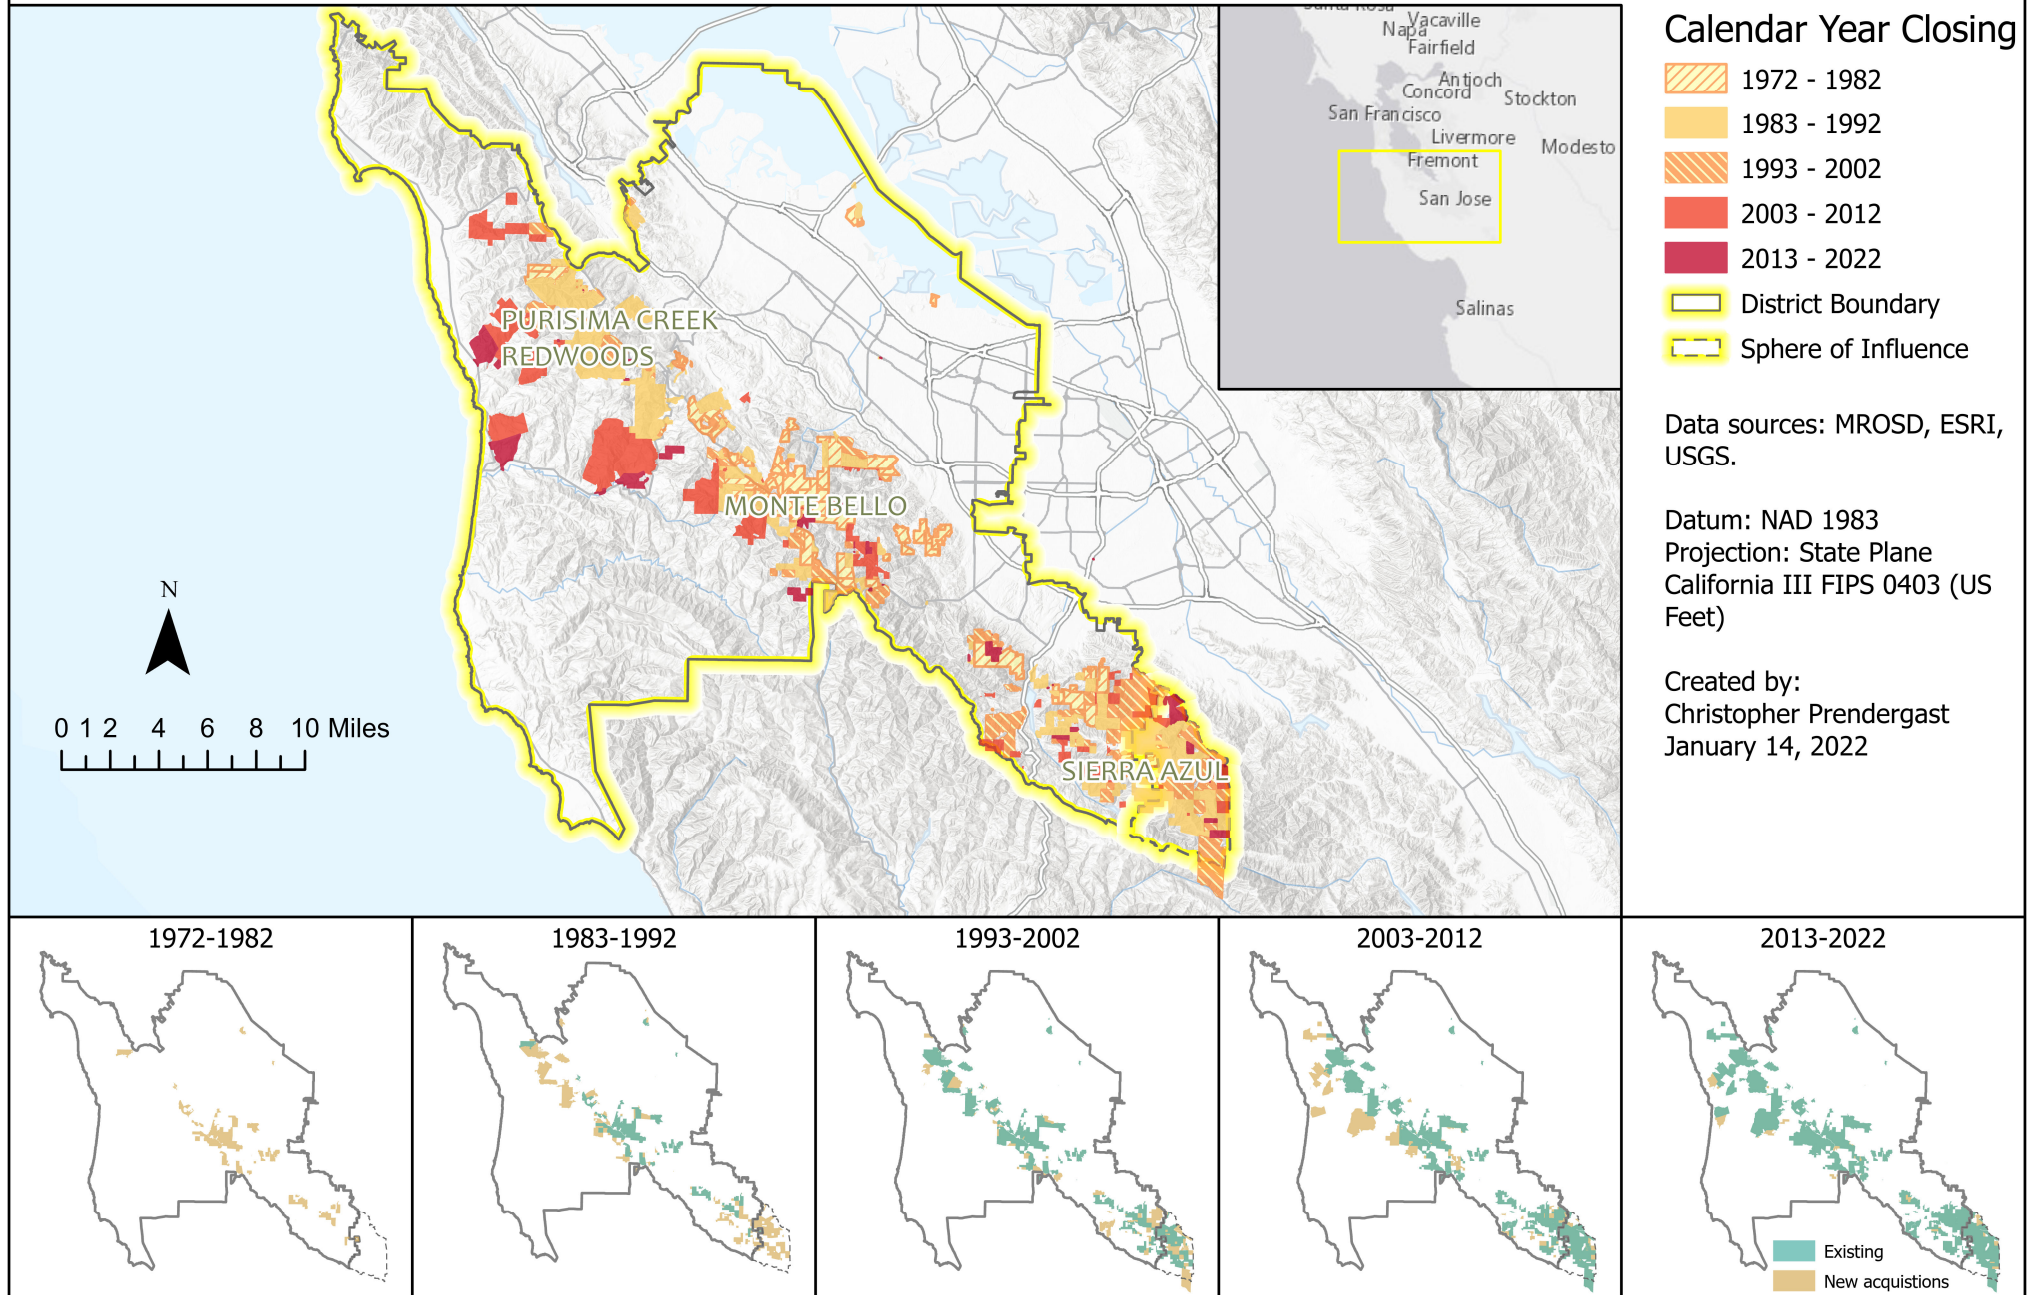 Vacaville
Napa
Fairfield
Antioch
Concord
Stockton
San Francisco
Livermore
Modesto
Fremont
San Jose
Salinas
PURISIMA CREEK
REDWOODS
MONTE BELLO
SIERRA AZUL
N
0 1 2 4 6 8 10 Miles
Calendar Year Closing
1972 - 1982
1983 - 1992
1993 - 2002
2003 - 2012
2013 - 2022
District Boundary
Sphere of Influence
Data sources: MROSD, ESRI,
USGS.
Datum: NAD 1983
Projection: State Plane
California III FIPS 0403 (US
Feet)
Created by:
Christopher Prendergast
January 14, 2022
1972-1982
1983-1992
1993-2002
2003-2012
2013-2022
Existing
New acquistions